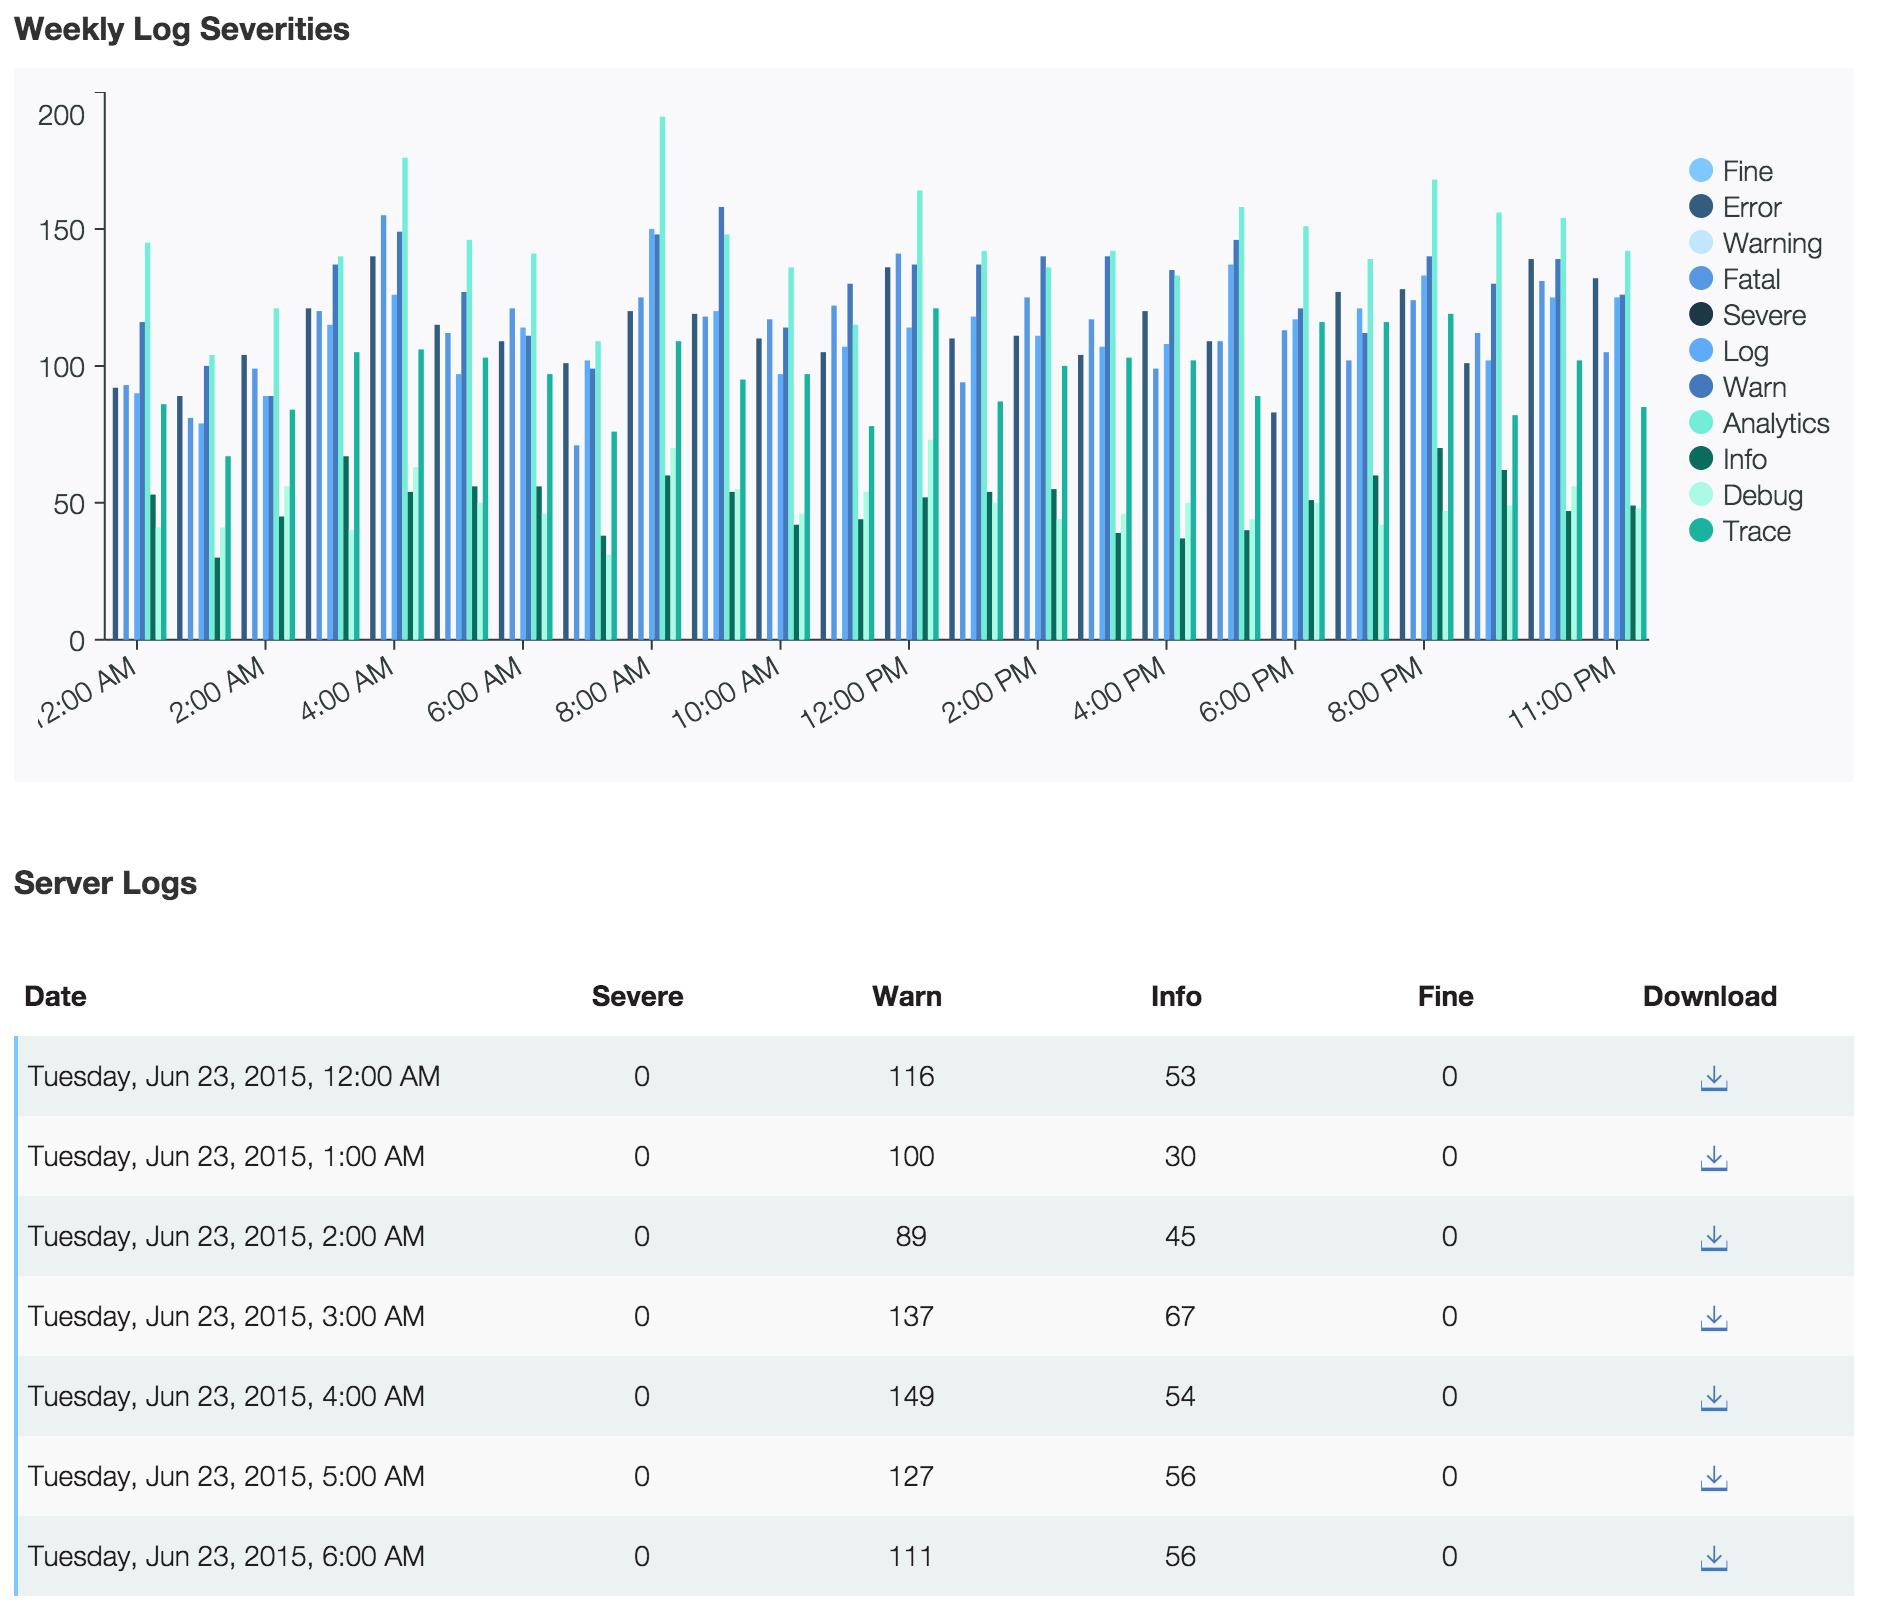 Weekly Log Severities
200
150
100
50
0
2:00 AM
2:00 AM
4:00 AM
6:00 AM
8:00 AM
10:00 AM
12:00 PM
2:00 PM
4:00 PM
6:00 PM
8:00 PM
11:00 PM
Fine
Error
Warning
Fatal
Severe
Log
Warn
Analytics
Info
Debug
Trace
Server Logs
Date Severe Warn Info Fine Download
Tuesday, Jun 23, 2015, 12:00 AM 0 116 53 0
Tuesday, Jun 23, 2015, 1:00 AM 0 100 30 0
Tuesday, Jun 23, 2015, 2:00 AM 0 89 45 0
Tuesday, Jun 23, 2015, 3:00 AM 0 137 67 0
Tuesday, Jun 23, 2015, 4:00 AM 0 149 54 0
Tuesday, Jun 23, 2015, 5:00 AM 0 127 56 0
Tuesday, Jun 23, 2015, 6:00 AM 0 111 56 0